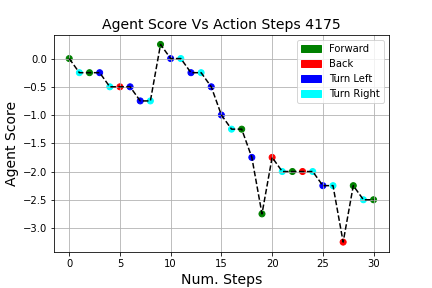 Agent Score Vs Action Steps 4175
Forward
Back
Turn Left
Turn Right
Agent Score
0.0
−0.5
−1.0
−1.5
−2.0
−2.5
−3.0
0 5 10 15 20 25 30
Num. Steps